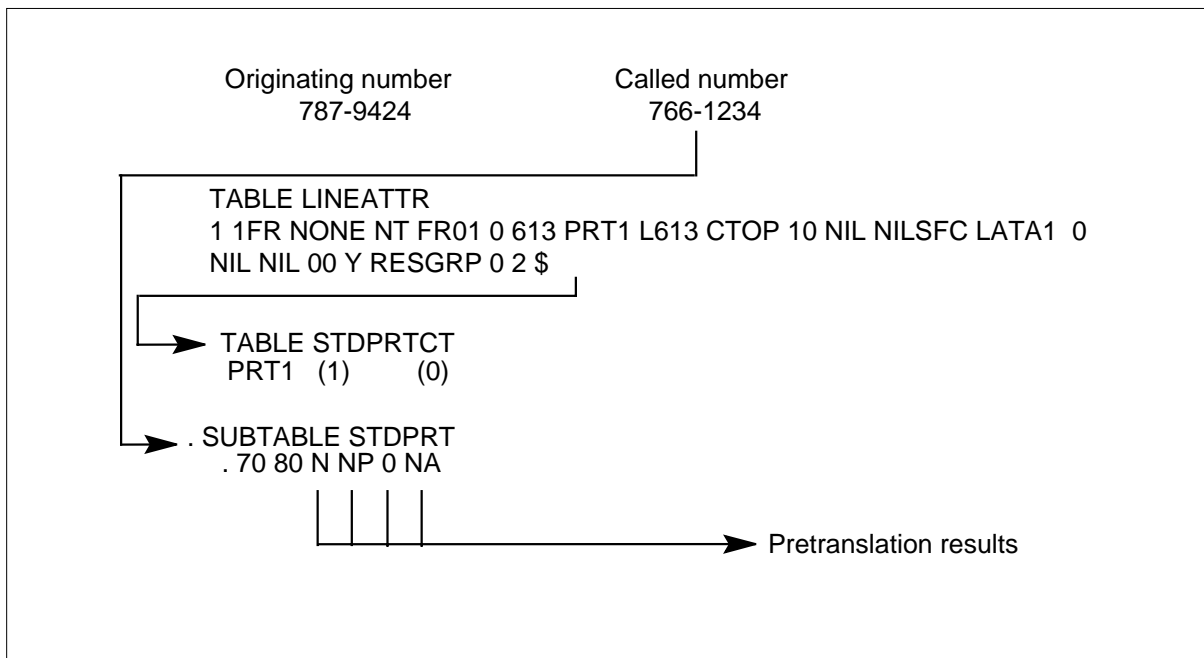 Originating number
787-9424
Called number
766-1234
TABLE LINEATTR
1 1FR NONE NT FR01 0 613 PRT1 L613 CTOP 10 NIL NILSFC LATA1 0
NIL NIL 00 Y RESGRP 0 2 $
TABLE STDPRTCT
PRT1 (1) (0)
. SUBTABLE STDPRT
. 70 80 N NP 0 NA
Pretranslation results